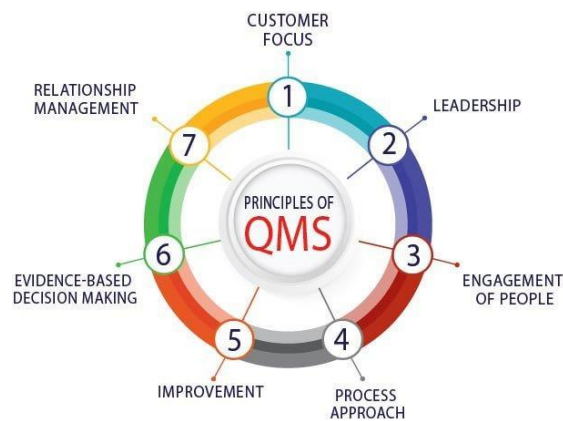 CUSTOMER
FOCUS
1
LEADERSHIP
2
ENGAGEMENT
OF PEOPLE
3
PROCESS
APPROACH
4
IMPROVEMENT
5
EVIDENCE-BASED
DECISION MAKING
6
RELATIONSHIP
MANAGEMENT
7
PRINCIPLES OF
QMS